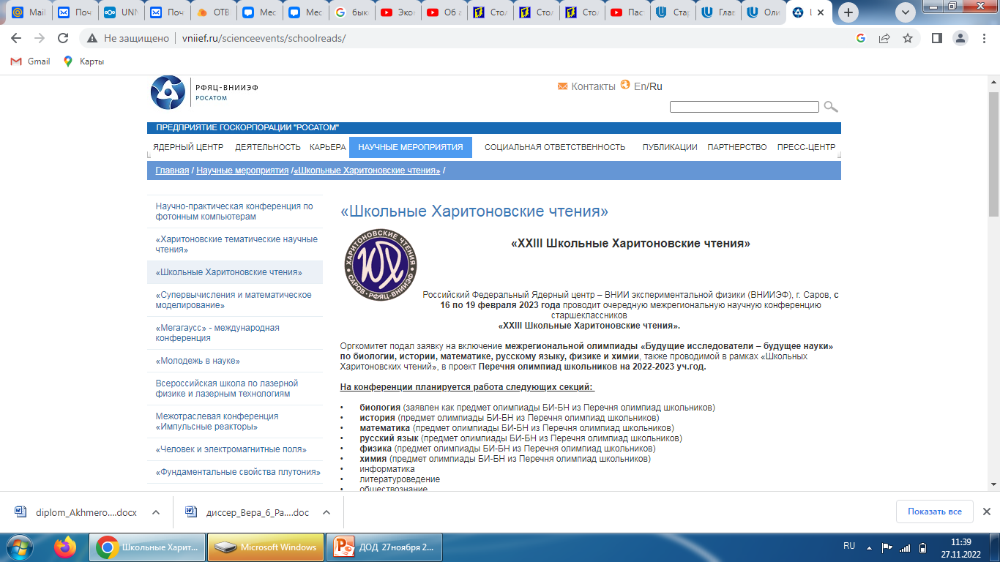 Mail
Поч
UNN
Поч
ОТВ
Мес
Мес
бык
Экон
Об а
Стол
Стол
Стол
Пас
Стар
Глав
Оли
Не защищено
vniief.ru/scienceevents/schoolreads/
Gmail
Карты
РФЯЦ-ВНИИЭФ
РОСАТОМ
Контакты
En/Ru
ПРЕДПРИЯТИЕ ГОСКОРПОРАЦИИ "РОСАТОМ"
ЯДЕРНЫЙ ЦЕНТР ДЕЯТЕЛЬНОСТЬ КАРЬЕРА НАУЧНЫЕ МЕРОПРИЯТИЯ СОЦИАЛЬНАЯ ОТВЕТСТВЕННОСТЬ ПУБЛИКАЦИИ ПАРТНЕРСТВО ПРЕСС-ЦЕНТР
Главная / Научные мероприятия /«Школьные Харитоновские чтения» /
Научно-практическая конференция по
фотонным компьютерам
«Харитоновские тематические научные
чтения»
«Школьные Харитоновские чтения»
«Супервычисления и математическое
моделирование»
«Мегагаусс» - международная
конференция
«Молодежь в науке»
Всероссийская школа по лазерной
физике и лазерным технологиям
Межотраслевая конференция
«Импульсные реакторы»
«Человек и электромагнитные поля»
«Фундаментальные свойства плутония»
«Школьные Харитоновские чтения»
ХАРИТОНОВСКИЕ ЧТЕНИЯ
ЮХ
САРОВ • РФЯЦ-ВНИИЭФ
«XXIII Школьные Харитоновские чтения»
Российский Федеральный Ядерный центр – ВНИИ экспериментальной физики (ВНИИЭФ), г. Саров, с
16 по 19 февраля 2023 года проводит очередную межрегиональную научную конференцию
старшеклассников
«XXIII Школьные Харитоновские чтения».
Оргкомитет подал заявку на включение межрегиональной олимпиады «Будущие исследователи – будущее науки»
по биологии, истории, математике, русскому языку, физике и химии, также проводимой в рамках «Школьных
Харитоновских чтений», в проект Перечня олимпиад школьников на 2022-2023 уч.год.
На конференции планируется работа следующих секций:
• биология (заявлен как предмет олимпиады БИ-БН из Перечня олимпиад школьников)
• история (предмет олимпиады БИ-БН из Перечня олимпиад школьников)
• математика (предмет олимпиады БИ-БН из Перечня олимпиад школьников)
• русский язык (предмет олимпиады БИ-БН из Перечня олимпиад школьников)
• физика (предмет олимпиады БИ-БН из Перечня олимпиад школьников)
• химия (предмет олимпиады БИ-БН из Перечня олимпиад школьников)
• информатика
• литературоведение
• обществознание
diplom_Akhmero....docx
диссер_Вера_6_Ра....doc
Показать все
Школьные Харит...
Microsoft Windows
ДОД 27ноября 2...
RU
11:39
27.11.2022